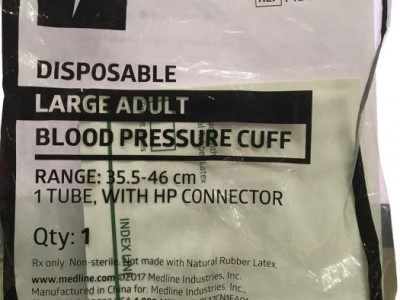 REF
DISPOSABLE
LARGE ADULT
BLOOD PRESSURE CUFF
RANGE: 35.5-46 cm
1 TUBE, WITH HP CONNECTOR
INDEX LINE
Qty: 1
Rx only. Non-sterile. Not made with Natural Rubber Latex.
www.medline.com ©2017 Medline Industries, Inc.
Manufactured in China for: Medline Industries, Inc.,